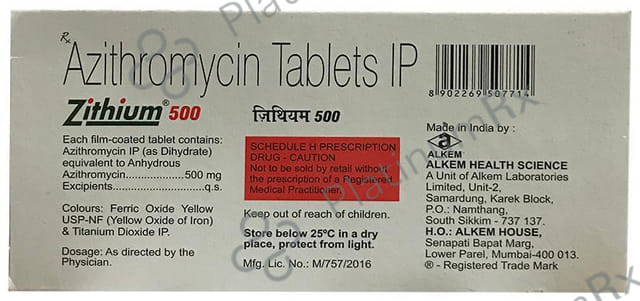 Rx
Azithromycin Tablets IP
Zithium® 500
ज़िथियम 500
Each film-coated tablet contains:
Azithromycin IP (as Dihydrate)
equivalent to Anhydrous
Azithromycin....................500 mg
Excipients..............................q.s.
Colours: Ferric Oxide Yellow
USP-NF (Yellow Oxide of Iron)
& Titanium Dioxide IP.
Dosage: As directed by the
Physician.
SCHEDULE H PRESCRIPTION
DRUG - CAUTION
Not to be sold by retail without
the prescription of a Registered
Medical Practitioner.
Keep out of reach of children.
Store below 25°C in a dry
place, protect from light.
Mfg. Lic. No.: M/757/2016
8 902269 507714
Made in India by :
a
ALKEM
ALKEM HEALTH SCIENCE
A Unit of Alkem Laboratories
Limited, Unit-2,
Samardung, Karek Block,
P.O.: Namthang,
South Sikkim - 737 137.
H.O.: ALKEM HOUSE,
Senapati Bapat Marg,
Lower Parel, Mumbai-400 013.
® - Registered Trade Mark
PlatinumRx